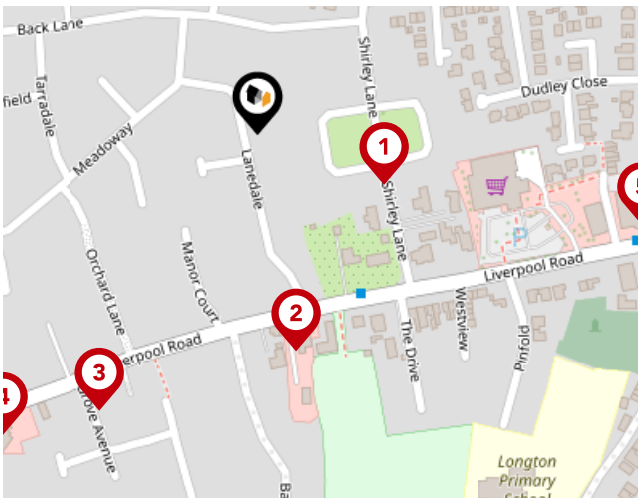 Back Lane
Shirley Lane
field
Tarradale
Dudley Close
Meadoway
1
Lanedale
5
Shirley Lane
P
Orchard Lane
Manor Court
Liverpool Road
2
Westview
The Drive
Pinfold
erpool Road
3
4
rove Avenue
Ba
Longton
Primary
School